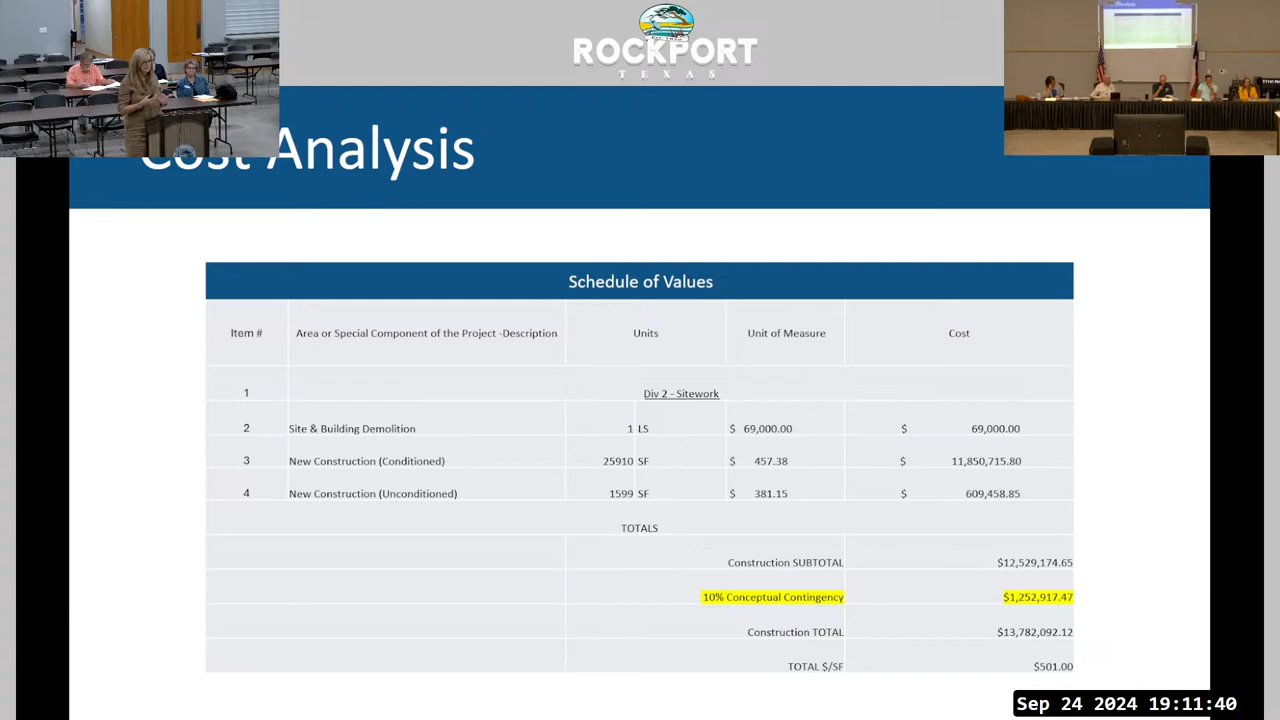 ROCKPORT
TEXAS
Cost Analysis
Schedule of Values
Item # Area or Special Component of the Project -Description Units Unit of Measure Cost
1 Div 2 - Sitework
2 Site & Building Demolition 1 LS $ 69,000.00 $ 69,000.00
3 New Construction (Conditioned) 25910 SF $ 457.38 $ 11,850,715.80
4 New Construction (Unconditioned) 1599 SF $ 381.15 $ 609,458.85
TOTALS
Construction SUBTOTAL $12,529,174.65
10% Conceptual Contingency $1,252,917.47
Construction TOTAL $13,782,092.12
TOTAL $/SF $501.00
Sep 24 2024 19:11:40